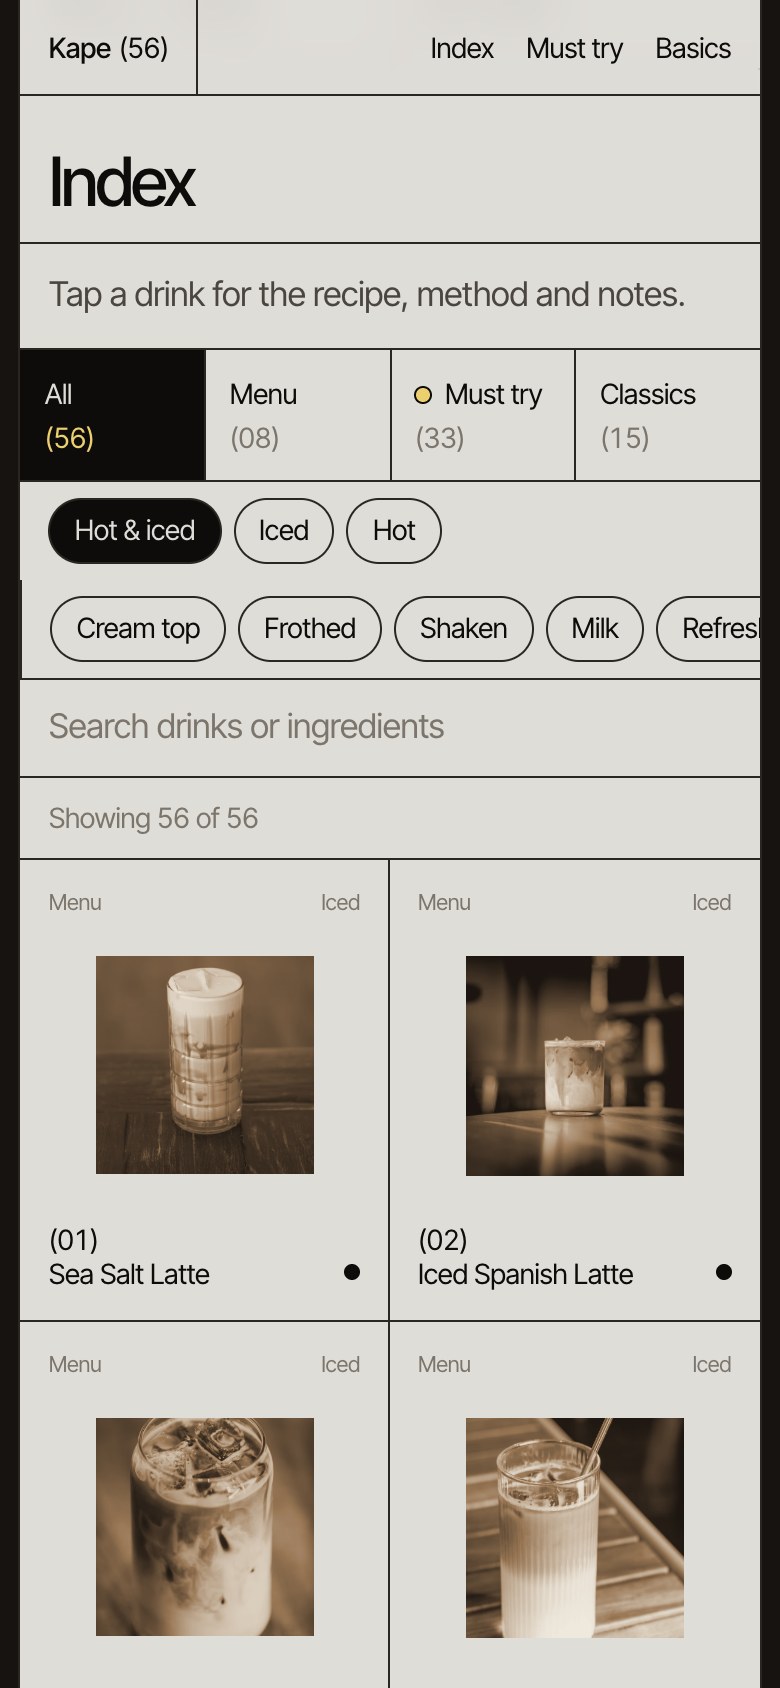 Kape (56)
Index Must try Basics
Index
Tap a drink for the recipe, method and notes.
All
(56)
Menu
(08)
Must try
(33)
Classics
(15)
Hot & iced
Iced
Hot
Cream top
Frothed
Shaken
Milk
Search drinks or ingredients
Showing 56 of 56
Menu Iced
(01)
Sea Salt Latte
Menu Iced
(02)
Iced Spanish Latte
Menu Iced
Menu Iced